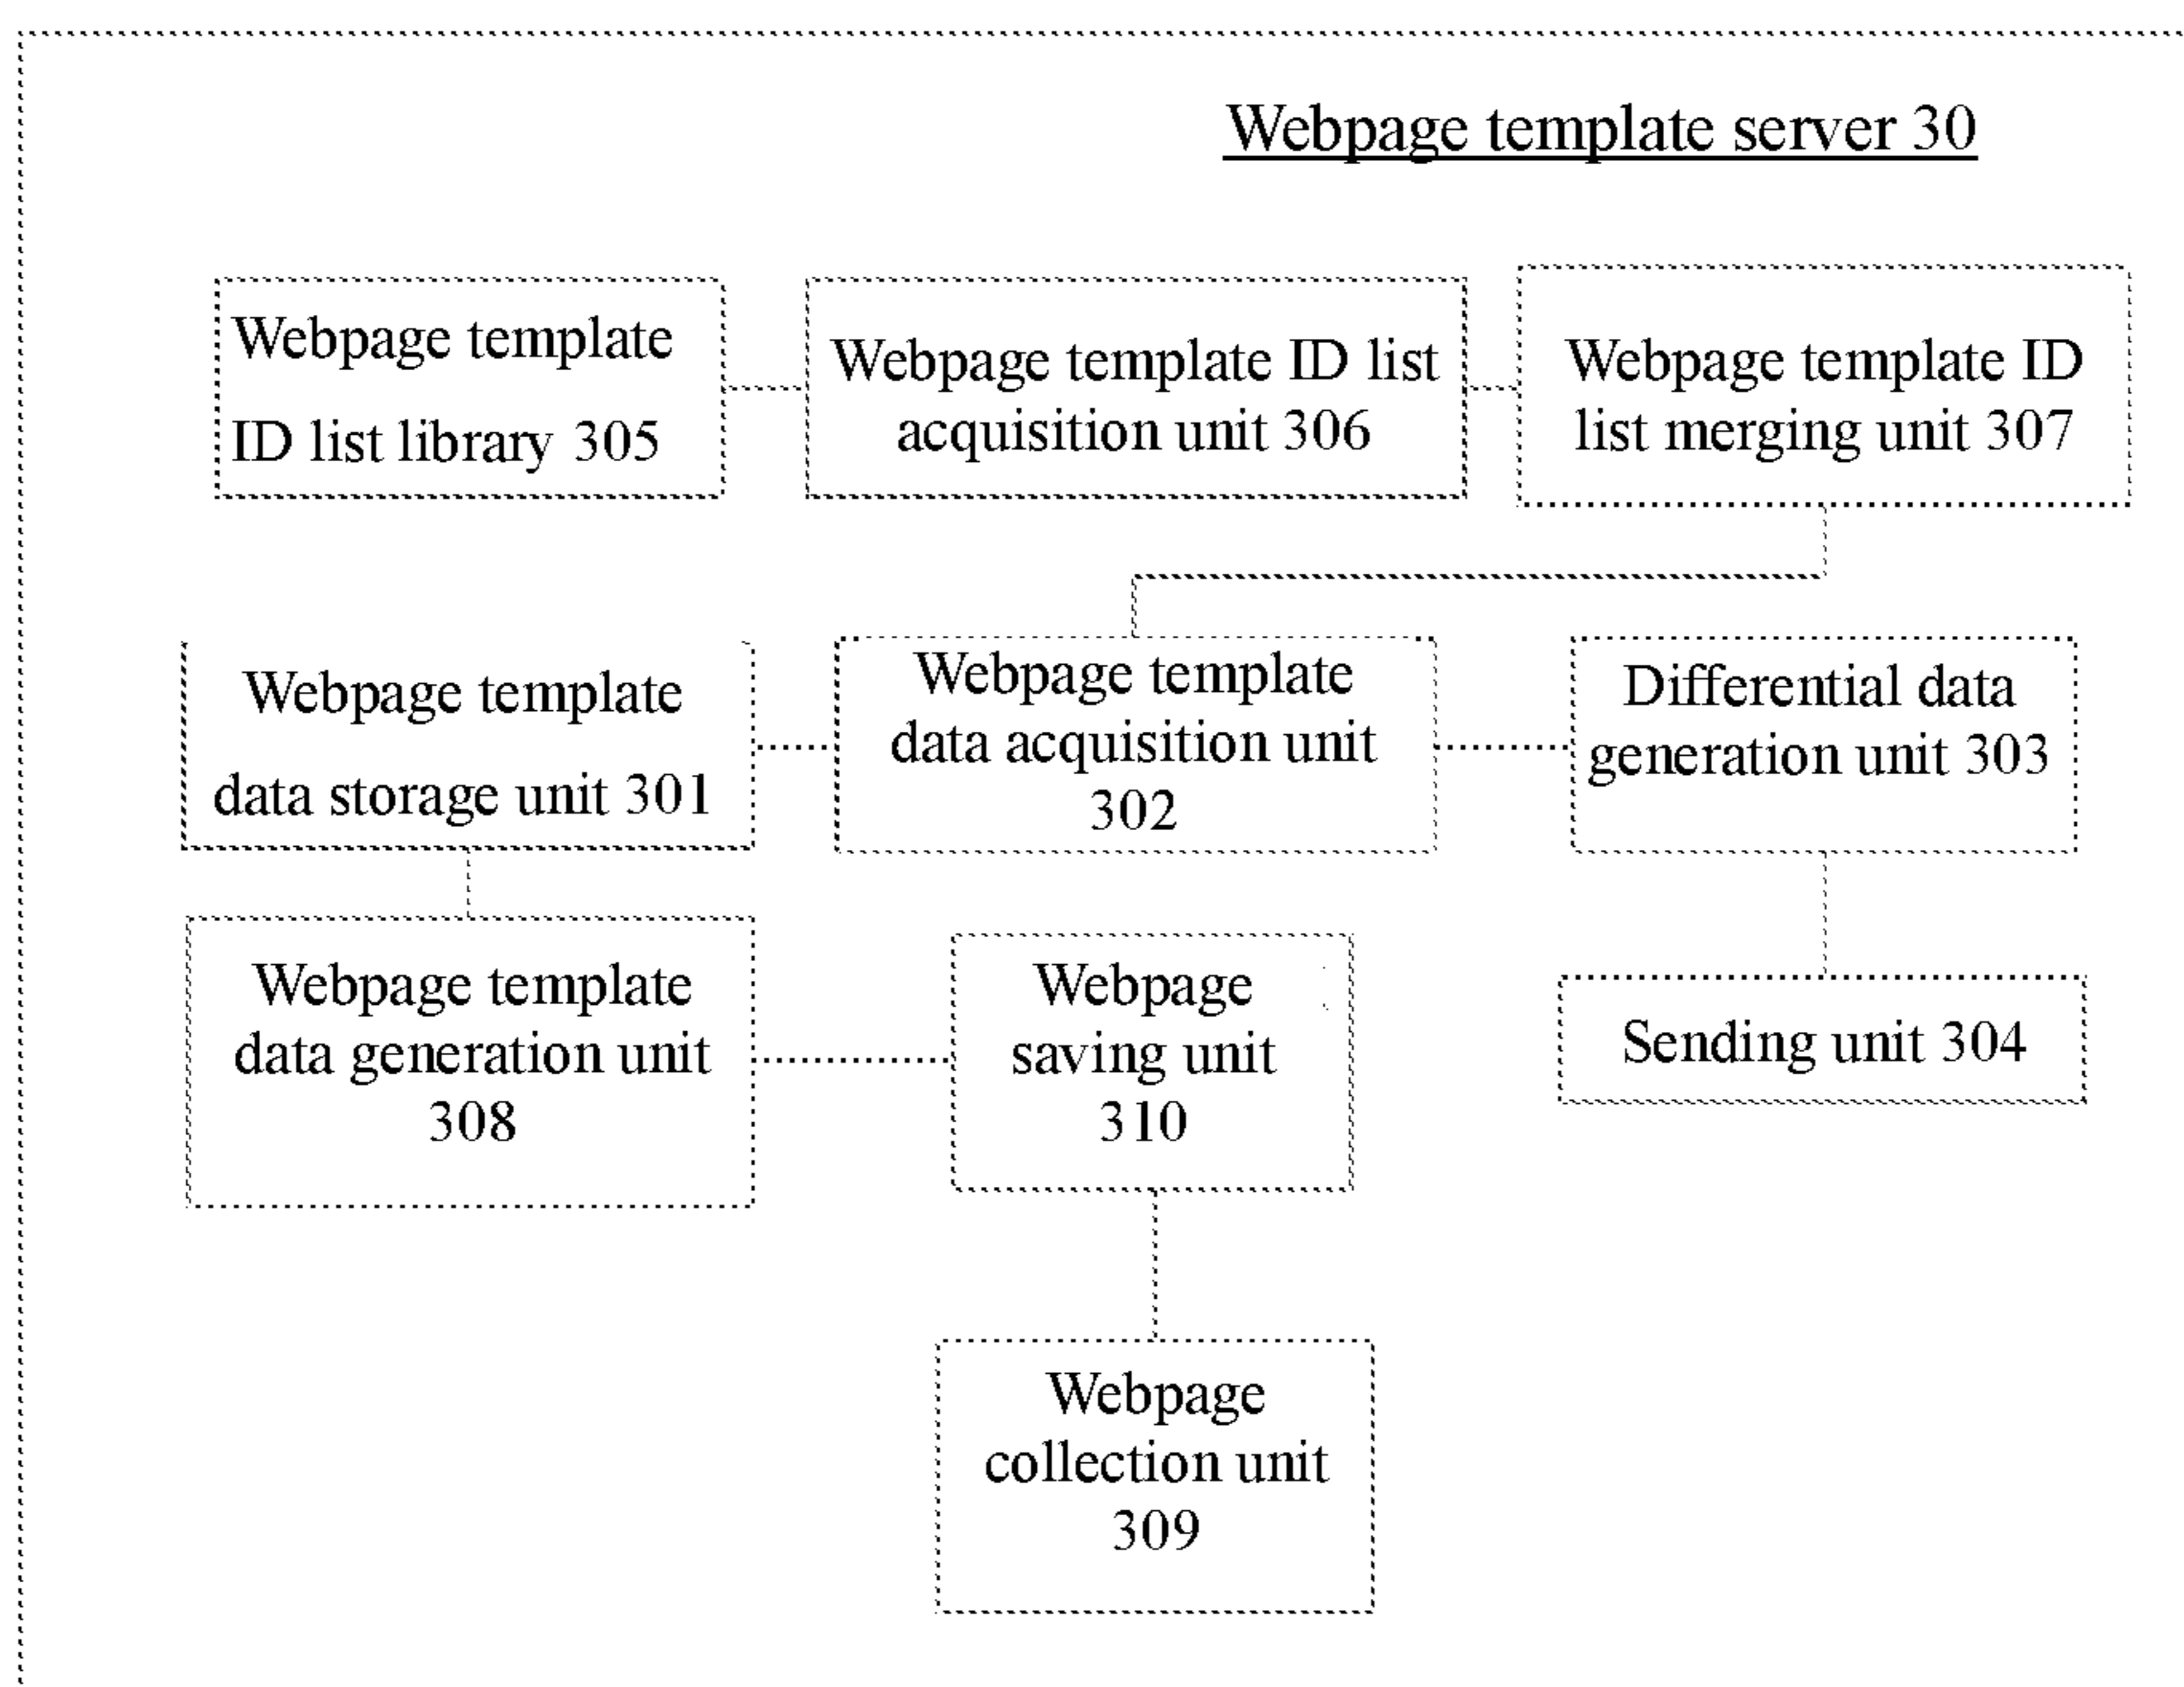 Webpage template server 30
Webpage template
ID list library 305
Webpage template ID list
acquisition unit 306
Webpage template ID
list merging unit 307
Webpage template
data storage unit 301
Webpage template
data acquisition unit
302
Differential data
generation unit 303
Webpage template
data generation unit
308
Webpage
saving unit
310
Sending unit 304
Webpage
collection unit
309